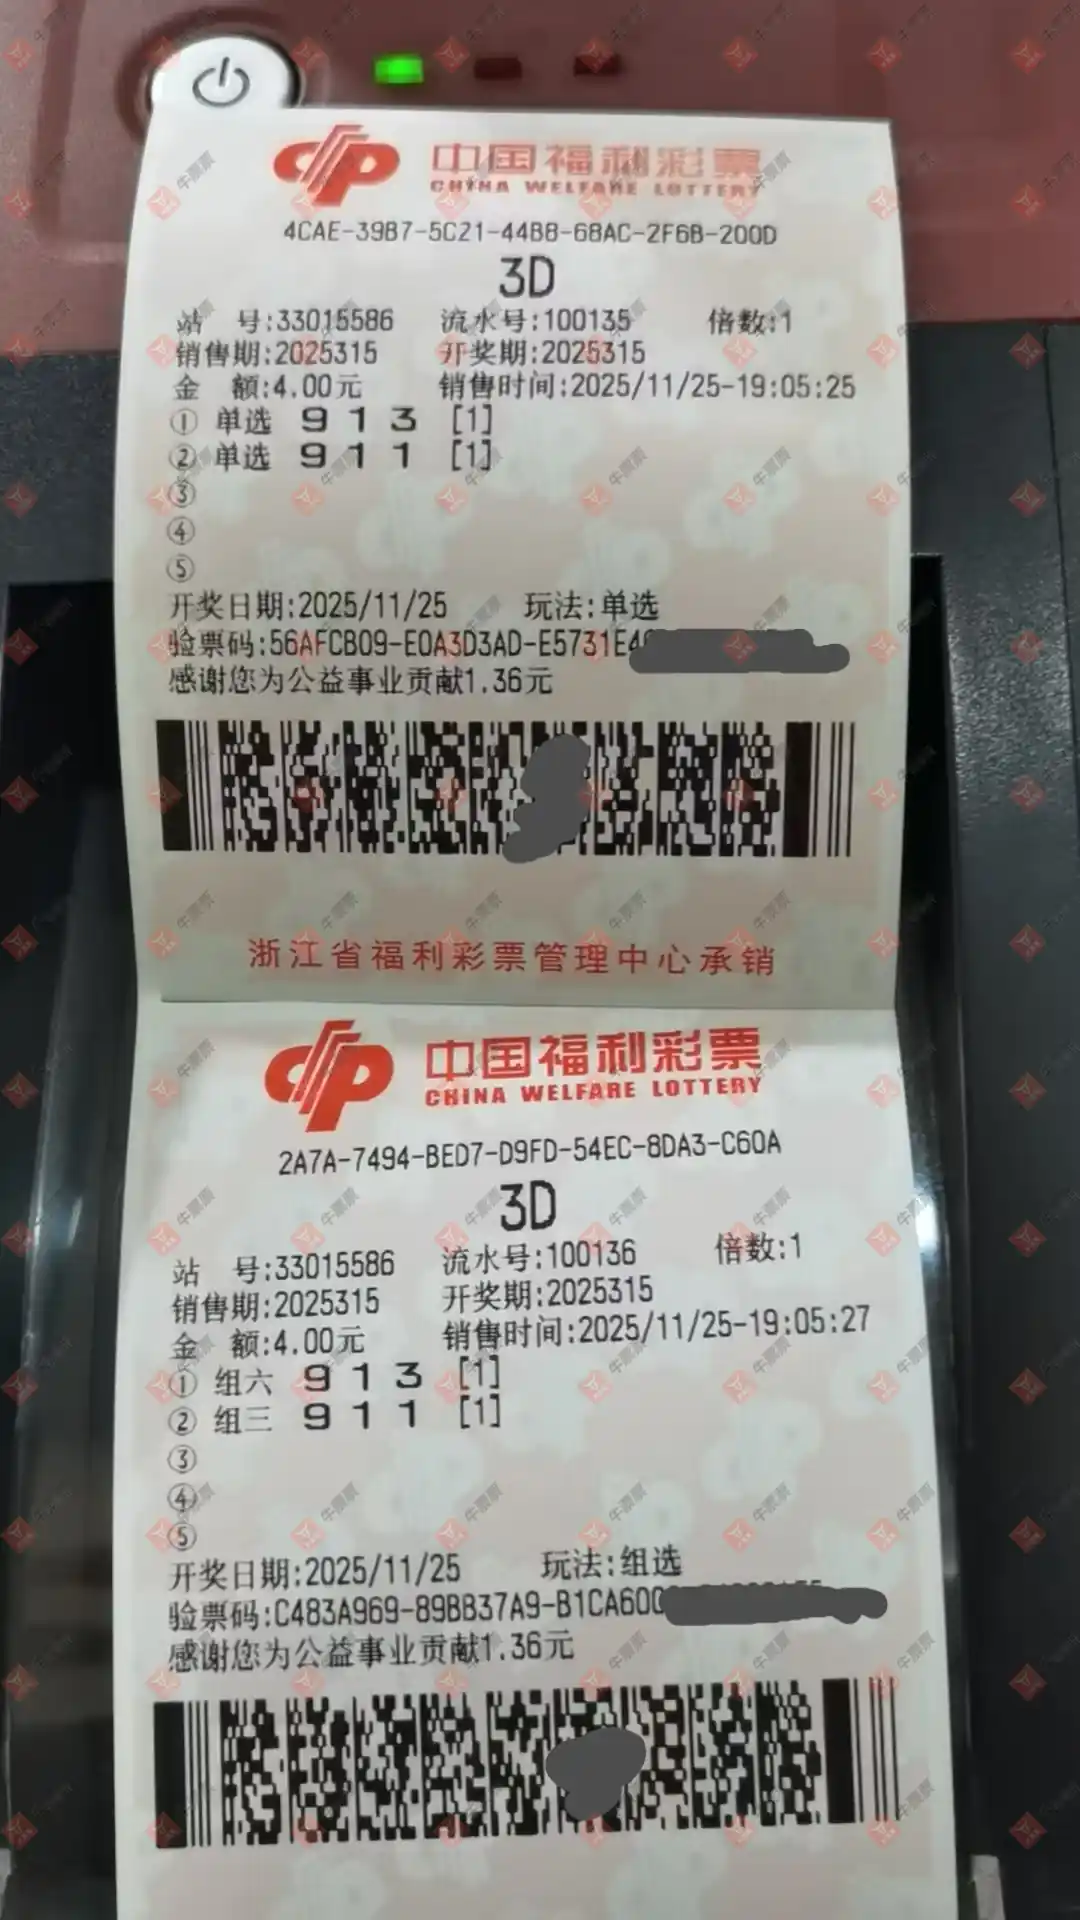 中国福利彩票
CHINA WELFARE LOTTERY
4CAE-39B7-5C21-44B8-68AC-2F6B-200D
3D
站 号:33015586 流水号:100135 倍数:1
销售期:2025315 开奖期:2025315
金 额:4.00元 销售时间:2025/11/25-19:05:25
① 单选 9 1 3 [1]
② 单选 9 1 1 [1]
③
④
⑤
开奖日期:2025/11/25 玩法:单选
验票码:56AFCB09-E0A3D3AD-E5731E4
感谢您为公益事业贡献1.36元
浙江省福利彩票管理中心承销
中国福利彩票
CHINA WELFARE LOTTERY
2A7A-7494-BED7-D9FD-54EC-8DA3-C60A
3D
站 号:33015586 流水号:100136 倍数:1
销售期:2025315 开奖期:2025315
金 额:4.00元 销售时间:2025/11/25-19:05:27
① 组六 9 1 3 [1]
② 组三 9 1 1 [1]
③
④
⑤
开奖日期:2025/11/25 玩法:组选
验票码:C483A969-89BB37A9-B1CA600
感谢您为公益事业贡献1.36元
牛票票